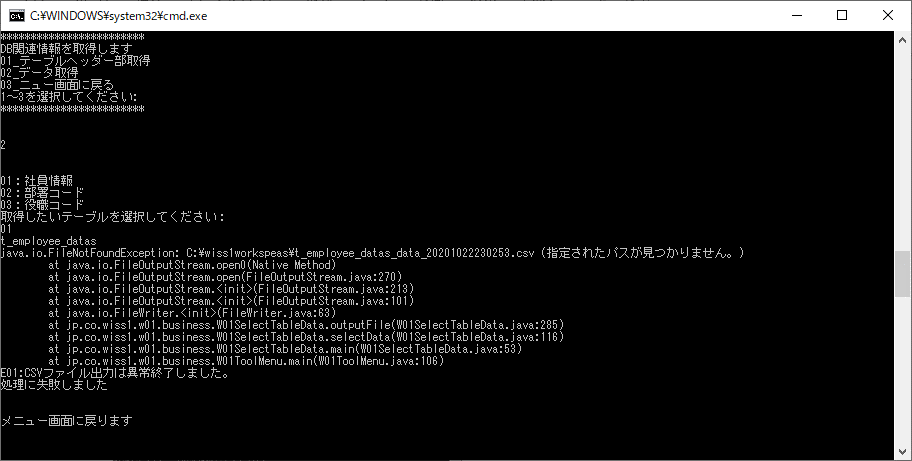 C:¥WINDOWS¥system32¥cmd.exe
************************
DB関連情報を取得します
01_テーブルヘッダー部取得
02_データ取得
03_ニュー画面に戻る
1～3を選択してください:
************************
2
01：社員情報
02：部署コード
03：役職コード
取得したいテーブルを選択してください：
01
t_employee_datas
java.io.FileNotFoundException: C:¥wiss1workspeas¥t_employee_datas_data_20201022230253.csv (指定されたパスが見つかりません。)
at java.io.FileOutputStream.open0(Native Method)
at java.io.FileOutputStream.open(FileOutputStream.java:270)
at java.io.FileOutputStream.<init>(FileOutputStream.java:213)
at java.io.FileOutputStream.<init>(FileOutputStream.java:101)
at java.io.FileWriter.<init>(FileWriter.java:63)
at jp.co.wiss1.w01.business.W01SelectTableData.outputFile(W01SelectTableData.java:285)
at jp.co.wiss1.w01.business.W01SelectTableData.selectData(W01SelectTableData.java:116)
at jp.co.wiss1.w01.business.W01SelectTableData.main(W01SelectTableData.java:53)
at jp.co.wiss1.w01.business.W01ToolMenu.main(W01ToolMenu.java:106)
E01:CSVファイル出力は異常終了しました。
処理に失敗しました
メニュー画面に戻ります